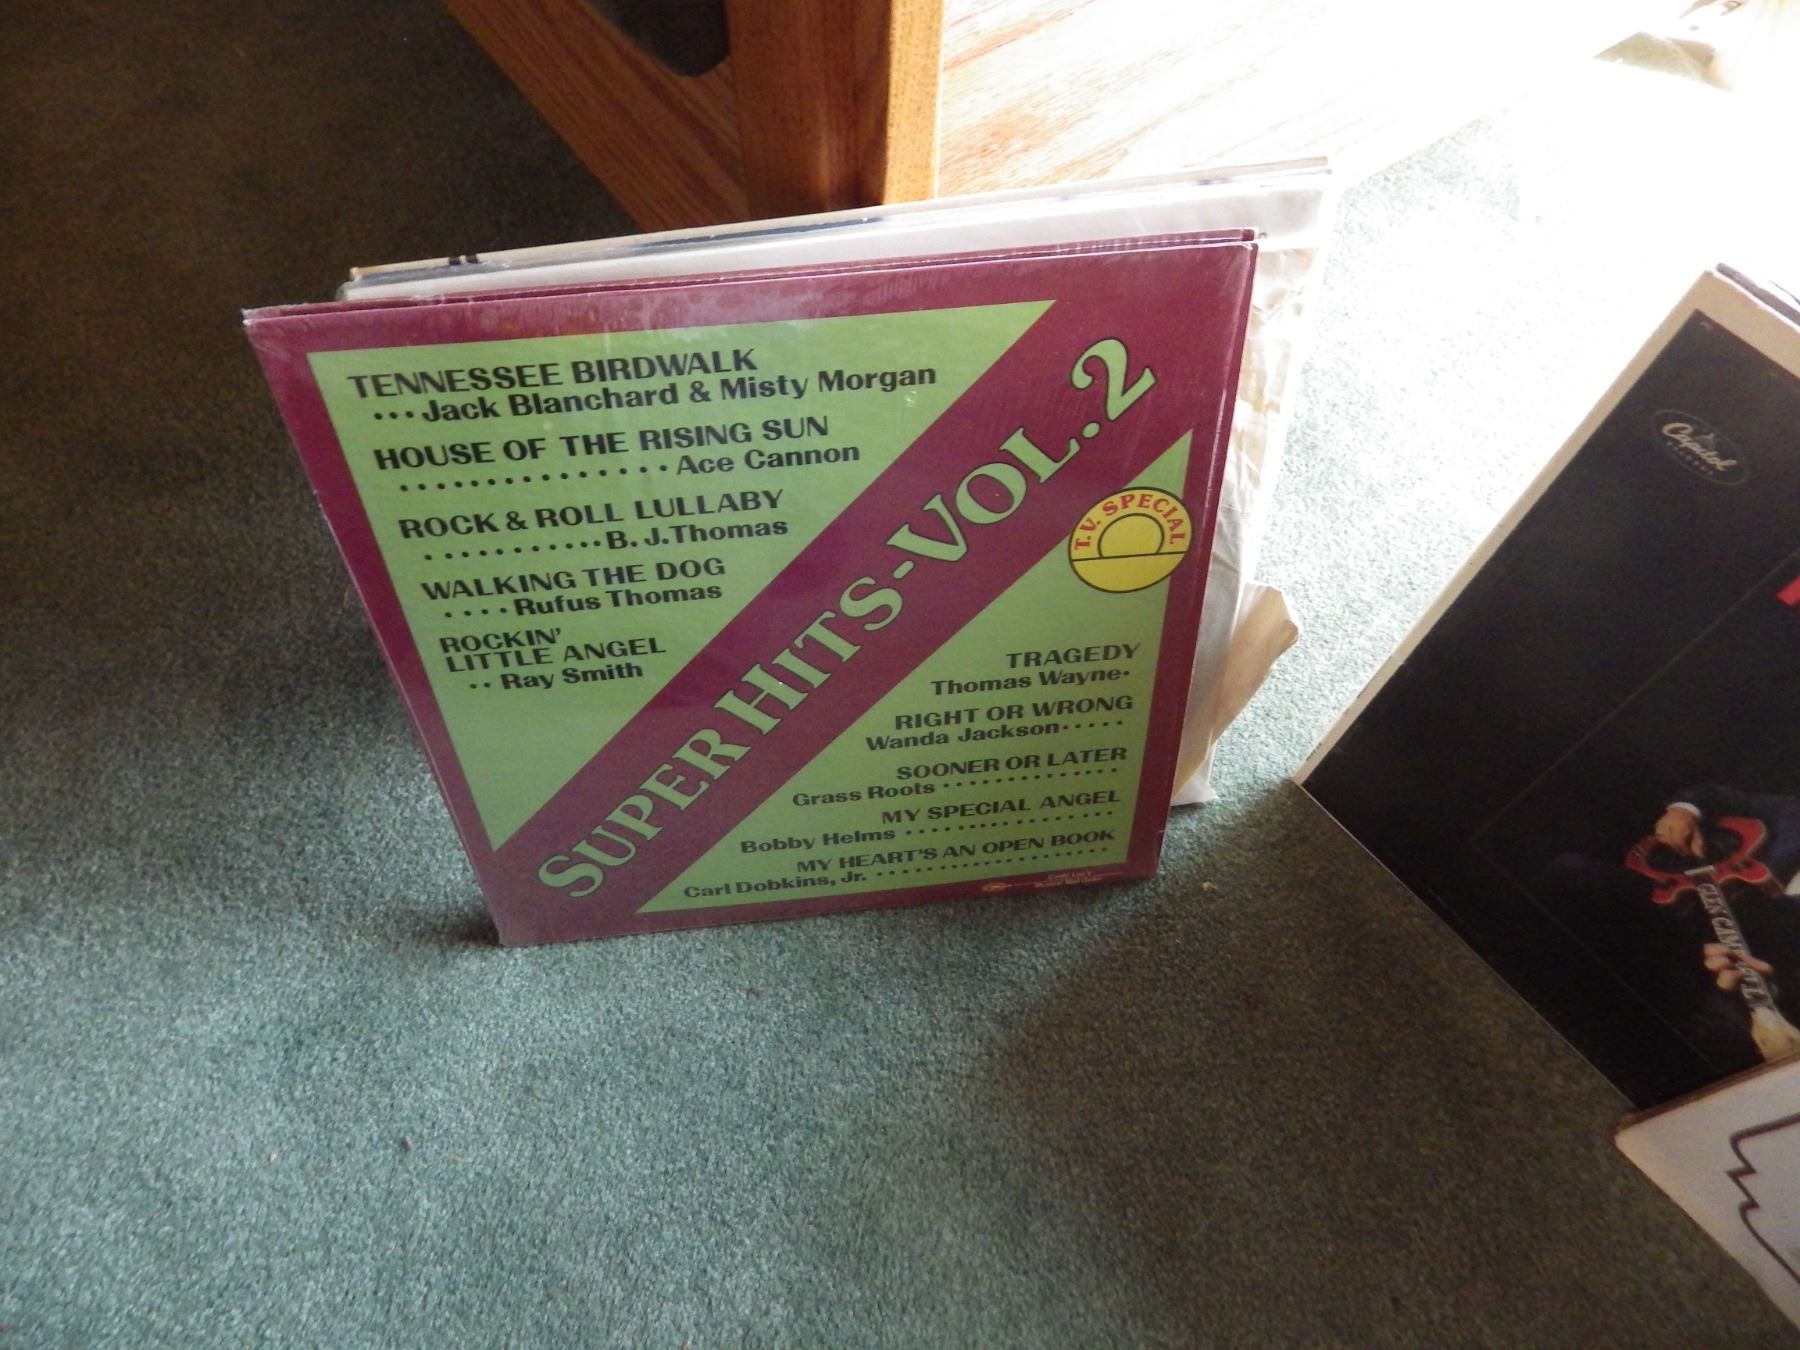 TENNESSEE BIRDWALK
...Jack Blanchard & Misty Morgan
HOUSE OF THE RISING SUN
...............Ace Cannon
ROCK & ROLL LULLABY
............B.J.Thomas
WALKING THE DOG
....Rufus Thomas
ROCKIN'
LITTLE ANGEL
..Ray Smith
SUPER HITS-VOL.2
T.V. SPECIAL
TRAGEDY
Thomas Wayne.
RIGHT OR WRONG
Wanda Jackson.....
SOONER OR LATER
Grass Roots.............
MY SPECIAL ANGEL
Bobby Helms................
MY HEART'S AN OPEN BOOK
Carl Dobkins, Jr.................
Capitol
RECORDS
GLEN CAMPBELL